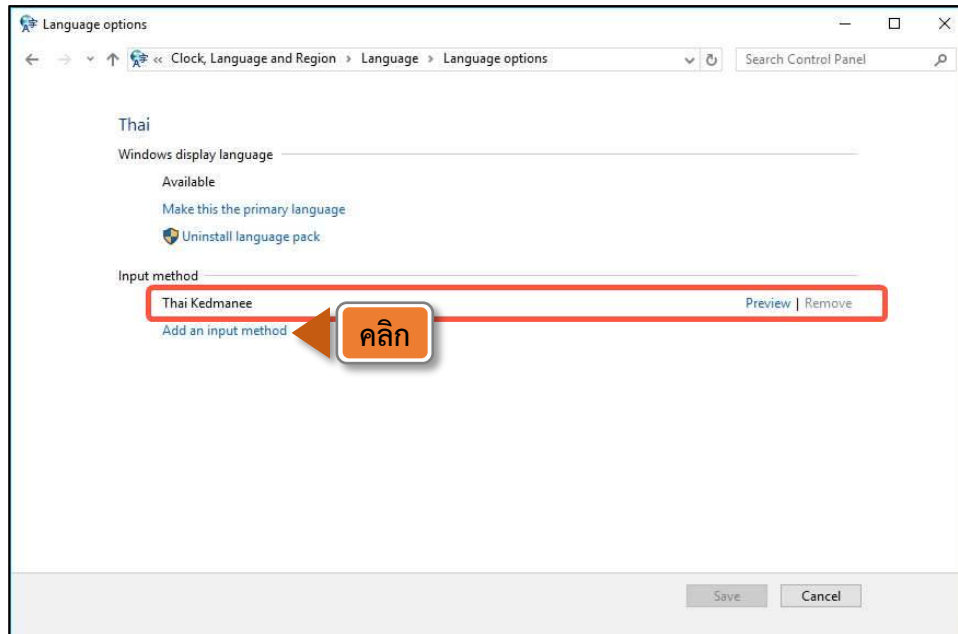 Language options
« Clock, Language and Region › Language › Language options
Search Control Panel
Thai
Windows display language
Available
Make this the primary language
Uninstall language pack
Input method
Thai Kedmanee
Preview | Remove
Add an input method
คลิก
Save
Cancel